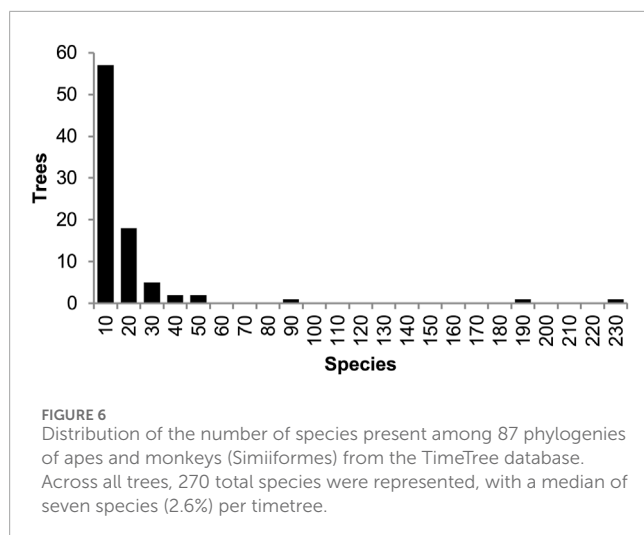 60
50
40
30
20
10
0
Trees
10 20 30 40 50 60 70 80 90 100 110 120 130 140 150 160 170 180 190 200 210 220 230
Species
FIGURE 6
Distribution of the number of species present among 87 phylogenies
of apes and monkeys (Simiiformes) from the TimeTree database.
Across all trees, 270 total species were represented, with a median of
seven species (2.6%) per timetree.